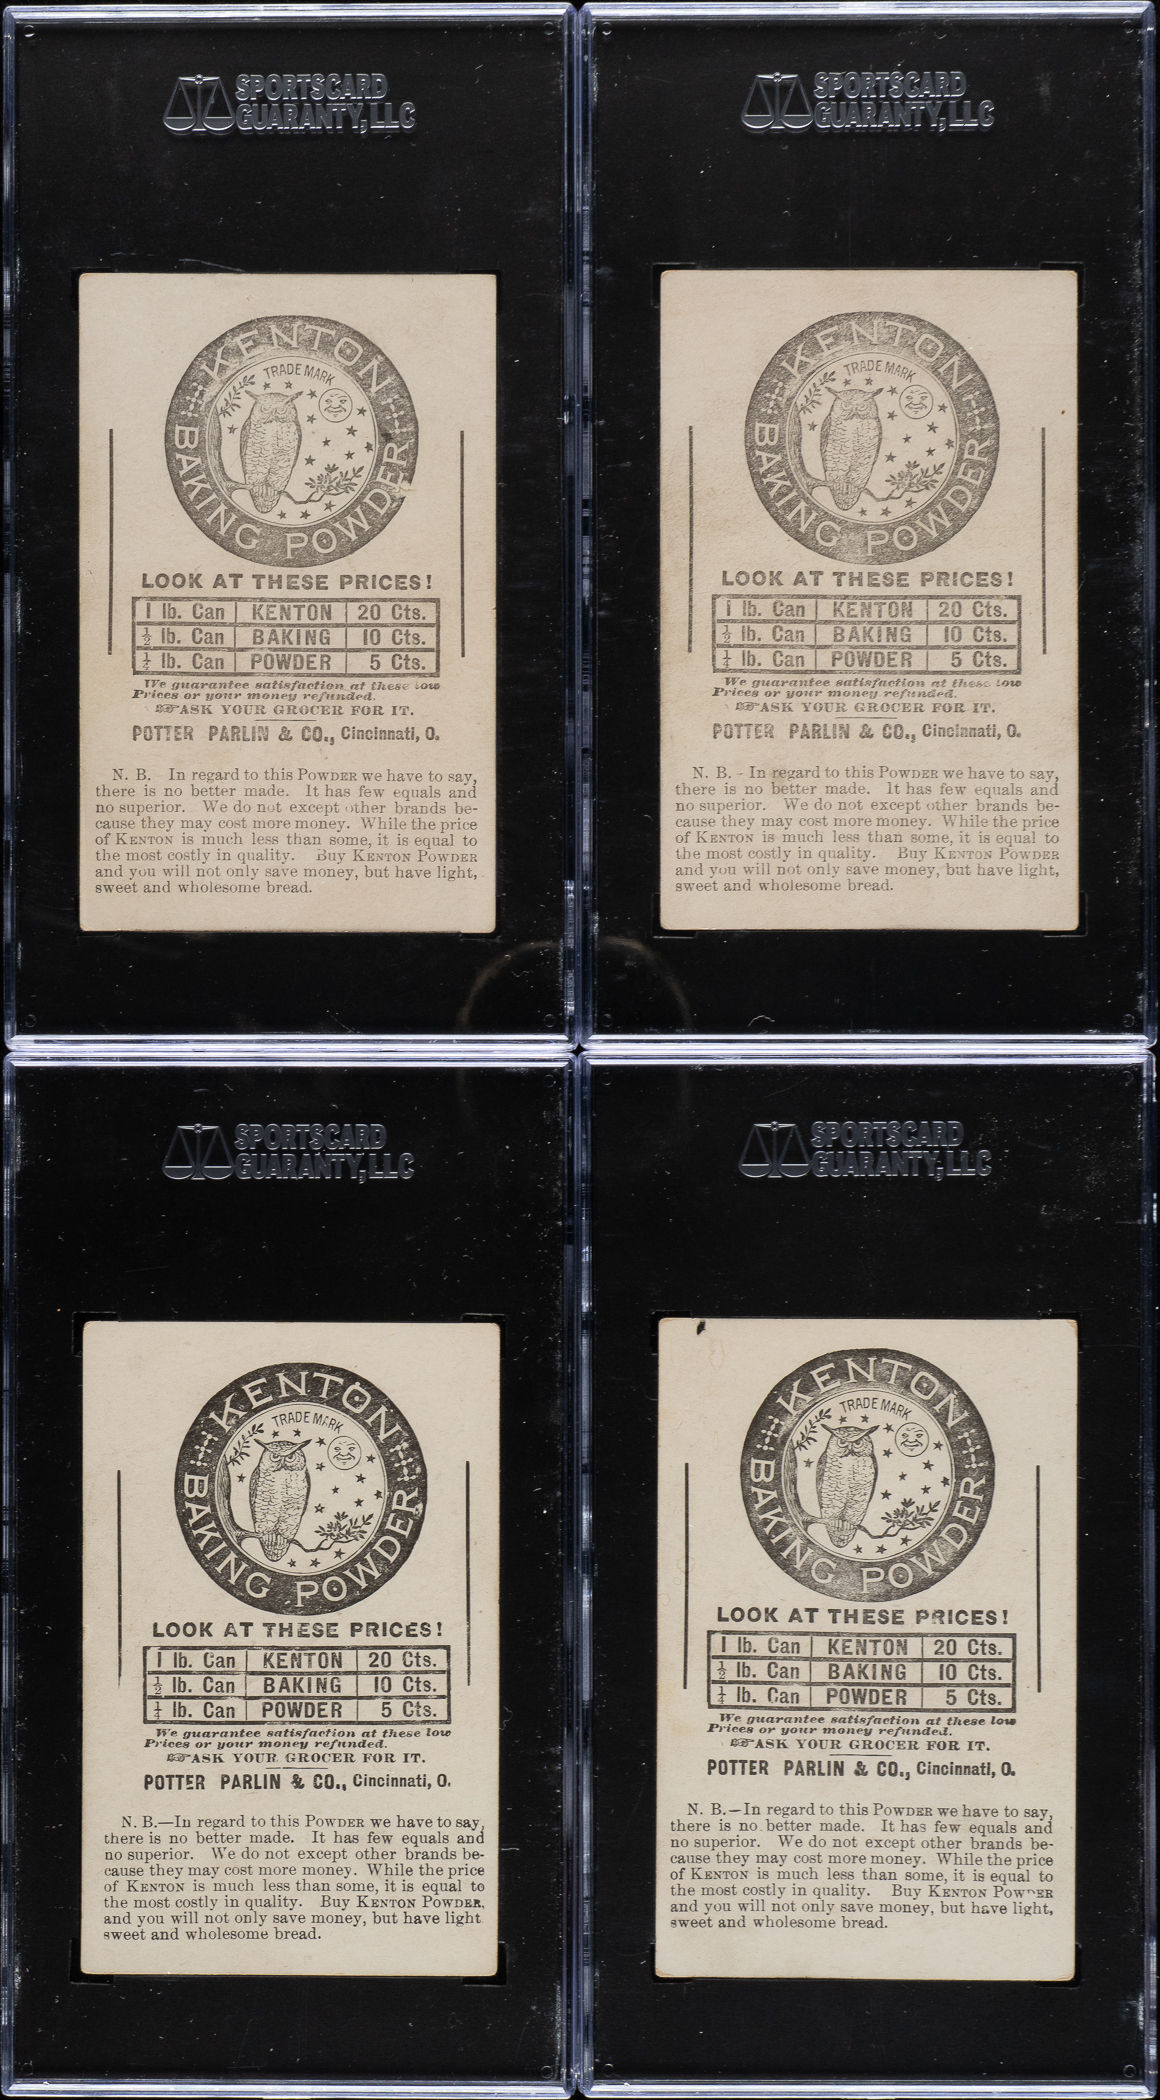 SPORTSCARD
GUARANTY, LLC
KENTON
BAKING POWDER
TRADE MARK
LOOK AT THESE PRICES!
1 lb. Can | KENTON | 20 Cts.
½ lb. Can | BAKING | 10 Cts.
¼ lb. Can | POWDER | 5 Cts.
We guarantee satisfaction at these low
Prices or your money refunded.
☞ASK YOUR GROCER FOR IT.
POTTER PARLIN & CO., Cincinnati, O.
N. B. In regard to this POWDER we have to say,
there is no better made. It has few equals and
no superior. We do not except other brands be-
cause they may cost more money. While the price
of KENTON is much less than some, it is equal to
the most costly in quality. Buy KENTON POWDER
and you will not only save money, but have light,
sweet and wholesome bread.
SPORTSCARD
GUARANTY, LLC
KENTON
BAKING POWDER
TRADE MARK
LOOK AT THESE PRICES!
1 lb. Can | KENTON | 20 Cts.
½ lb. Can | BAKING | 10 Cts.
¼ lb. Can | POWDER | 5 Cts.
We guarantee satisfaction at these low
Prices or your money refunded.
☞ASK YOUR GROCER FOR IT.
POTTER PARLIN & CO., Cincinnati, O.
N. B. - In regard to this POWDER we have to say,
there is no better made. It has few equals and
no superior. We do not except other brands be-
cause they may cost more money. While the price
of KENTON is much less than some, it is equal to
the most costly in quality. Buy KENTON POWDER
and you will not only save money, but have light,
sweet and wholesome bread.
SPORTSCARD
GUARANTY, LLC
KENTON
BAKING POWDER
TRADE MARK
LOOK AT THESE PRICES!
1 lb. Can | KENTON | 20 Cts.
½ lb. Can | BAKING | 10 Cts.
¼ lb. Can | POWDER | 5 Cts.
We guarantee satisfaction at these low
Prices or your money refunded.
☞ASK YOUR GROCER FOR IT.
POTTER PARLIN & CO., Cincinnati, O.
N. B.—In regard to this POWDER we have to say,
there is no better made. It has few equals and
no superior. We do not except other brands be-
cause they may cost more money. While the price
of KENTON is much less than some, it is equal to
the most costly in quality. Buy KENTON POWDER,
and you will not only save money, but have light
sweet and wholesome bread.
SPORTSCARD
GUARANTY, LLC
KENTON
BAKING POWDER
TRADE MARK
LOOK AT THESE PRICES!
1 lb. Can | KENTON | 20 Cts.
½ lb. Can | BAKING | 10 Cts.
¼ lb. Can | POWDER | 5 Cts.
We guarantee satisfaction at these low
Prices or your money refunded.
☞ASK YOUR GROCER FOR IT.
POTTER PARLIN & CO., Cincinnati, O.
N. B.—In regard to this POWDER we have to say,
there is no better made. It has few equals and
no superior. We do not except other brands be-
cause they may cost more money. While the price
of KENTON is much less than some, it is equal to
the most costly in quality. Buy KENTON POWDER
and you will not only save money, but have light,
sweet and wholesome bread.